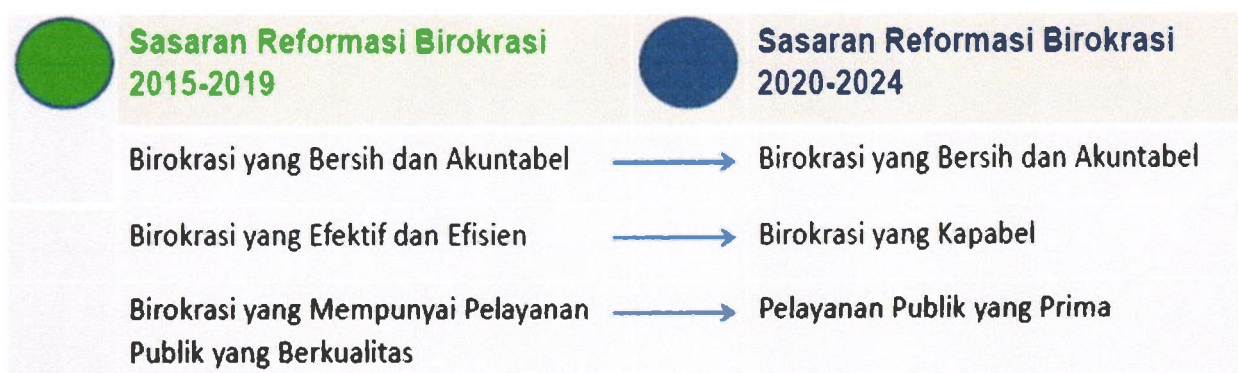 Sasaran Reformasi Birokrasi
2015-2019
Sasaran Reformasi Birokrasi
2020-2024
Birokrasi yang Bersih dan Akuntabel
Birokrasi yang Bersih dan Akuntabel
Birokrasi yang Efektif dan Efisien
Birokrasi yang Kapabel
Birokrasi yang Mempunyai Pelayanan
Publik yang Berkualitas
Pelayanan Publik yang Prima